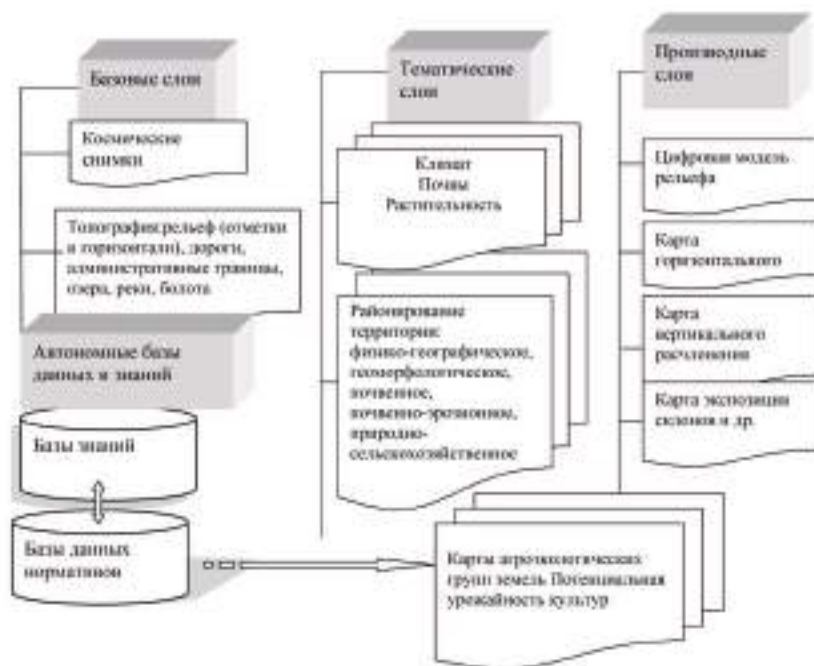 Базовые слои
Космические
снимки
Топография:рельеф (отметки
и горизонтали), дороги,
административные границы,
озера, реки, болота
Автономные базы
данных и знаний
Базы знаний
Базы данных
нормативов
Тематические
слои
Климат
Почвы
Растительность
Районирование
территории:
физико-географическое,
геоморфологическое,
почвенное,
почвенно-эрозионное,
природно-
сельскохозяйственное
Производные
слои
Цифровая модель
рельефа
Карта
горизонтального
Карта
вертикального
расчленения
Карта экспозиции
склонов и др.
Карты агроэкологических
групп земель Потенциальная
урожайность культур